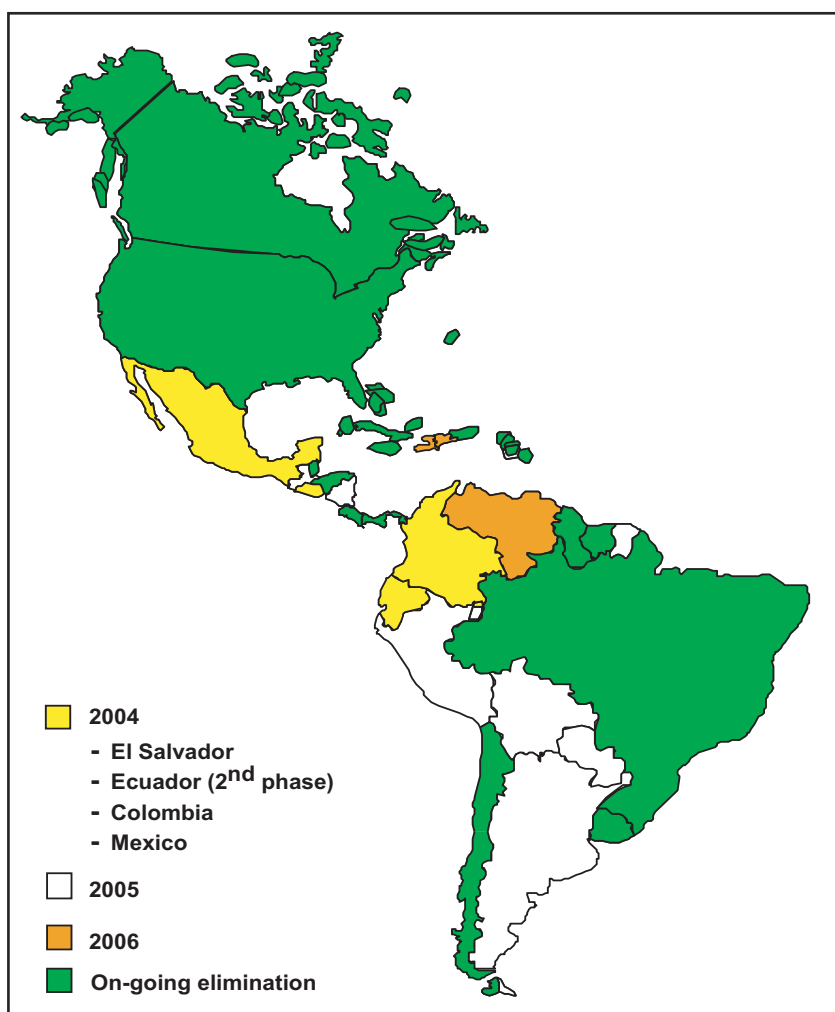 2004
- El Salvador
- Ecuador (2nd phase)
- Colombia
- Mexico
2005
2006
On-going elimination